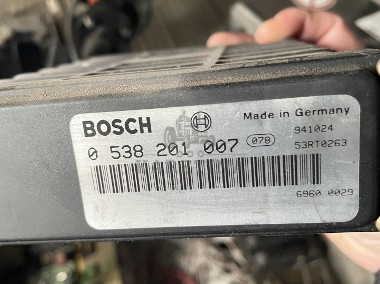 BOSCH
Made in Germany
941024
0 538 201 007 078 53RT0263
6960 0029